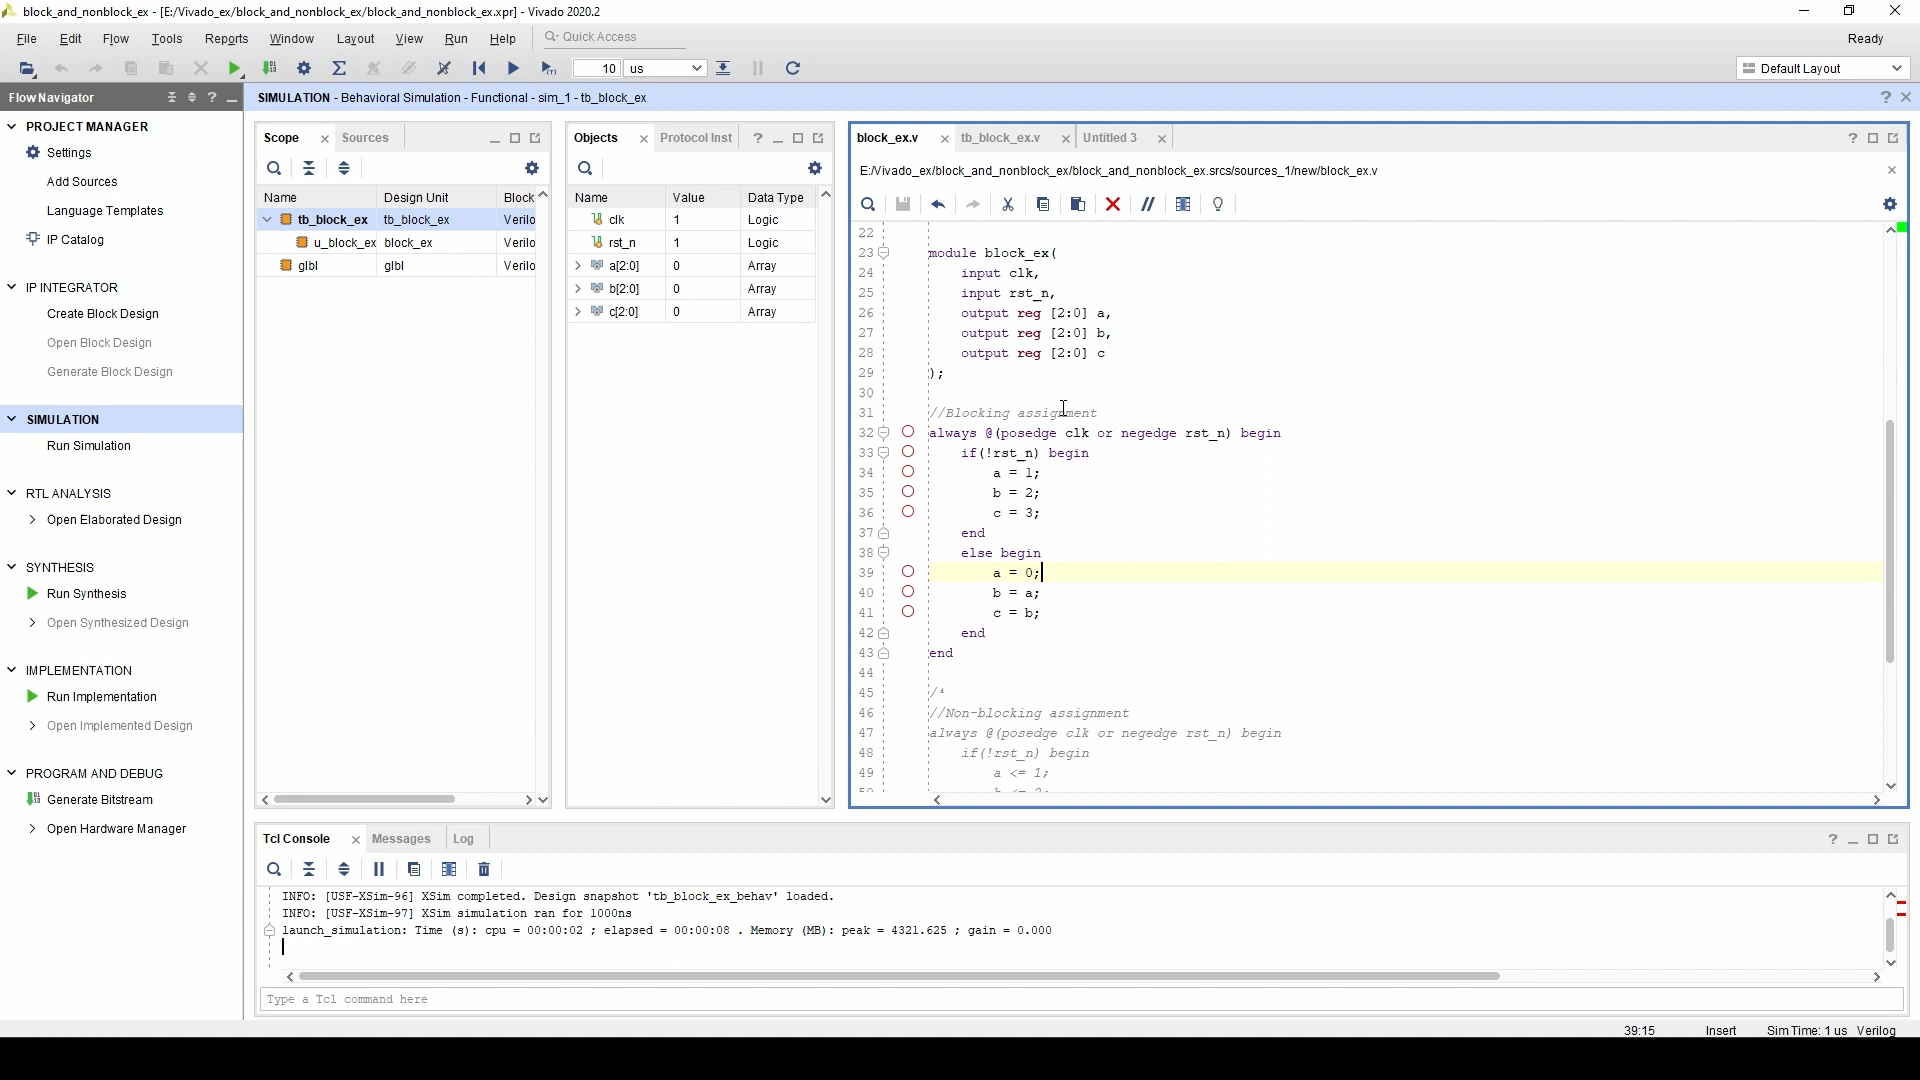 block_and_nonblock_ex - [E:/Vivado_ex/block_and_nonblock_ex/block_and_nonblock_ex.xpr] - Vivado 2020.2
File Edit Flow Tools Reports Window Layout View Run Help Quick Access Ready
10 us Default Layout
Flow Navigator
SIMULATION - Behavioral Simulation - Functional - sim_1 - tb_block_ex
PROJECT MANAGER
Settings
Add Sources
Language Templates
IP Catalog
IP INTEGRATOR
Create Block Design
Open Block Design
Generate Block Design
SIMULATION
Run Simulation
RTL ANALYSIS
Open Elaborated Design
SYNTHESIS
Run Synthesis
Open Synthesized Design
IMPLEMENTATION
Run Implementation
Open Implemented Design
PROGRAM AND DEBUG
Generate Bitstream
Open Hardware Manager
Scope Sources
Name Design Unit Block
tb_block_ex tb_block_ex Verilo
u_block_ex block_ex Verilo
glbl glbl Verilo
Objects Protocol Inst
Name Value Data Type
clk 1 Logic
rst_n 1 Logic
a[2:0] 0 Array
b[2:0] 0 Array
c[2:0] 0 Array
block_ex.v tb_block_ex.v Untitled 3
E:/Vivado_ex/block_and_nonblock_ex/block_and_nonblock_ex.srcs/sources_1/new/block_ex.v
22
23 module block_ex(
24 input clk,
25 input rst_n,
26 output reg [2:0] a,
27 output reg [2:0] b,
28 output reg [2:0] c
29 );
30
31 //Blocking assignment
32 always @(posedge clk or negedge rst_n) begin
33 if(!rst_n) begin
34 a = 1;
35 b = 2;
36 c = 3;
37 end
38 else begin
39 a = 0;
40 b = a;
41 c = b;
42 end
43 end
44
45 /*
46 //Non-blocking assignment
47 always @(posedge clk or negedge rst_n) begin
48 if(!rst_n) begin
49 a <= 1;
Tcl Console Messages Log
INFO: [USF-XSim-96] XSim completed. Design snapshot 'tb_block_ex_behav' loaded.
INFO: [USF-XSim-97] XSim simulation ran for 1000ns
launch_simulation: Time (s): cpu = 00:00:02 ; elapsed = 00:00:08 . Memory (MB): peak = 4321.625 ; gain = 0.000
Type a Tcl command here
39:15 Insert Sim Time: 1 us Verilog